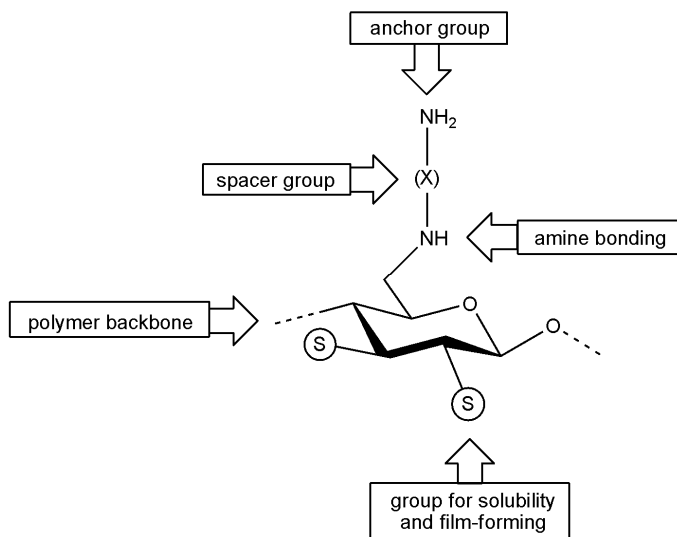 anchor group
NH₂
spacer group
(X)
NH
amine bonding
O
O
polymer backbone
S
S
group for solubility
and film-forming